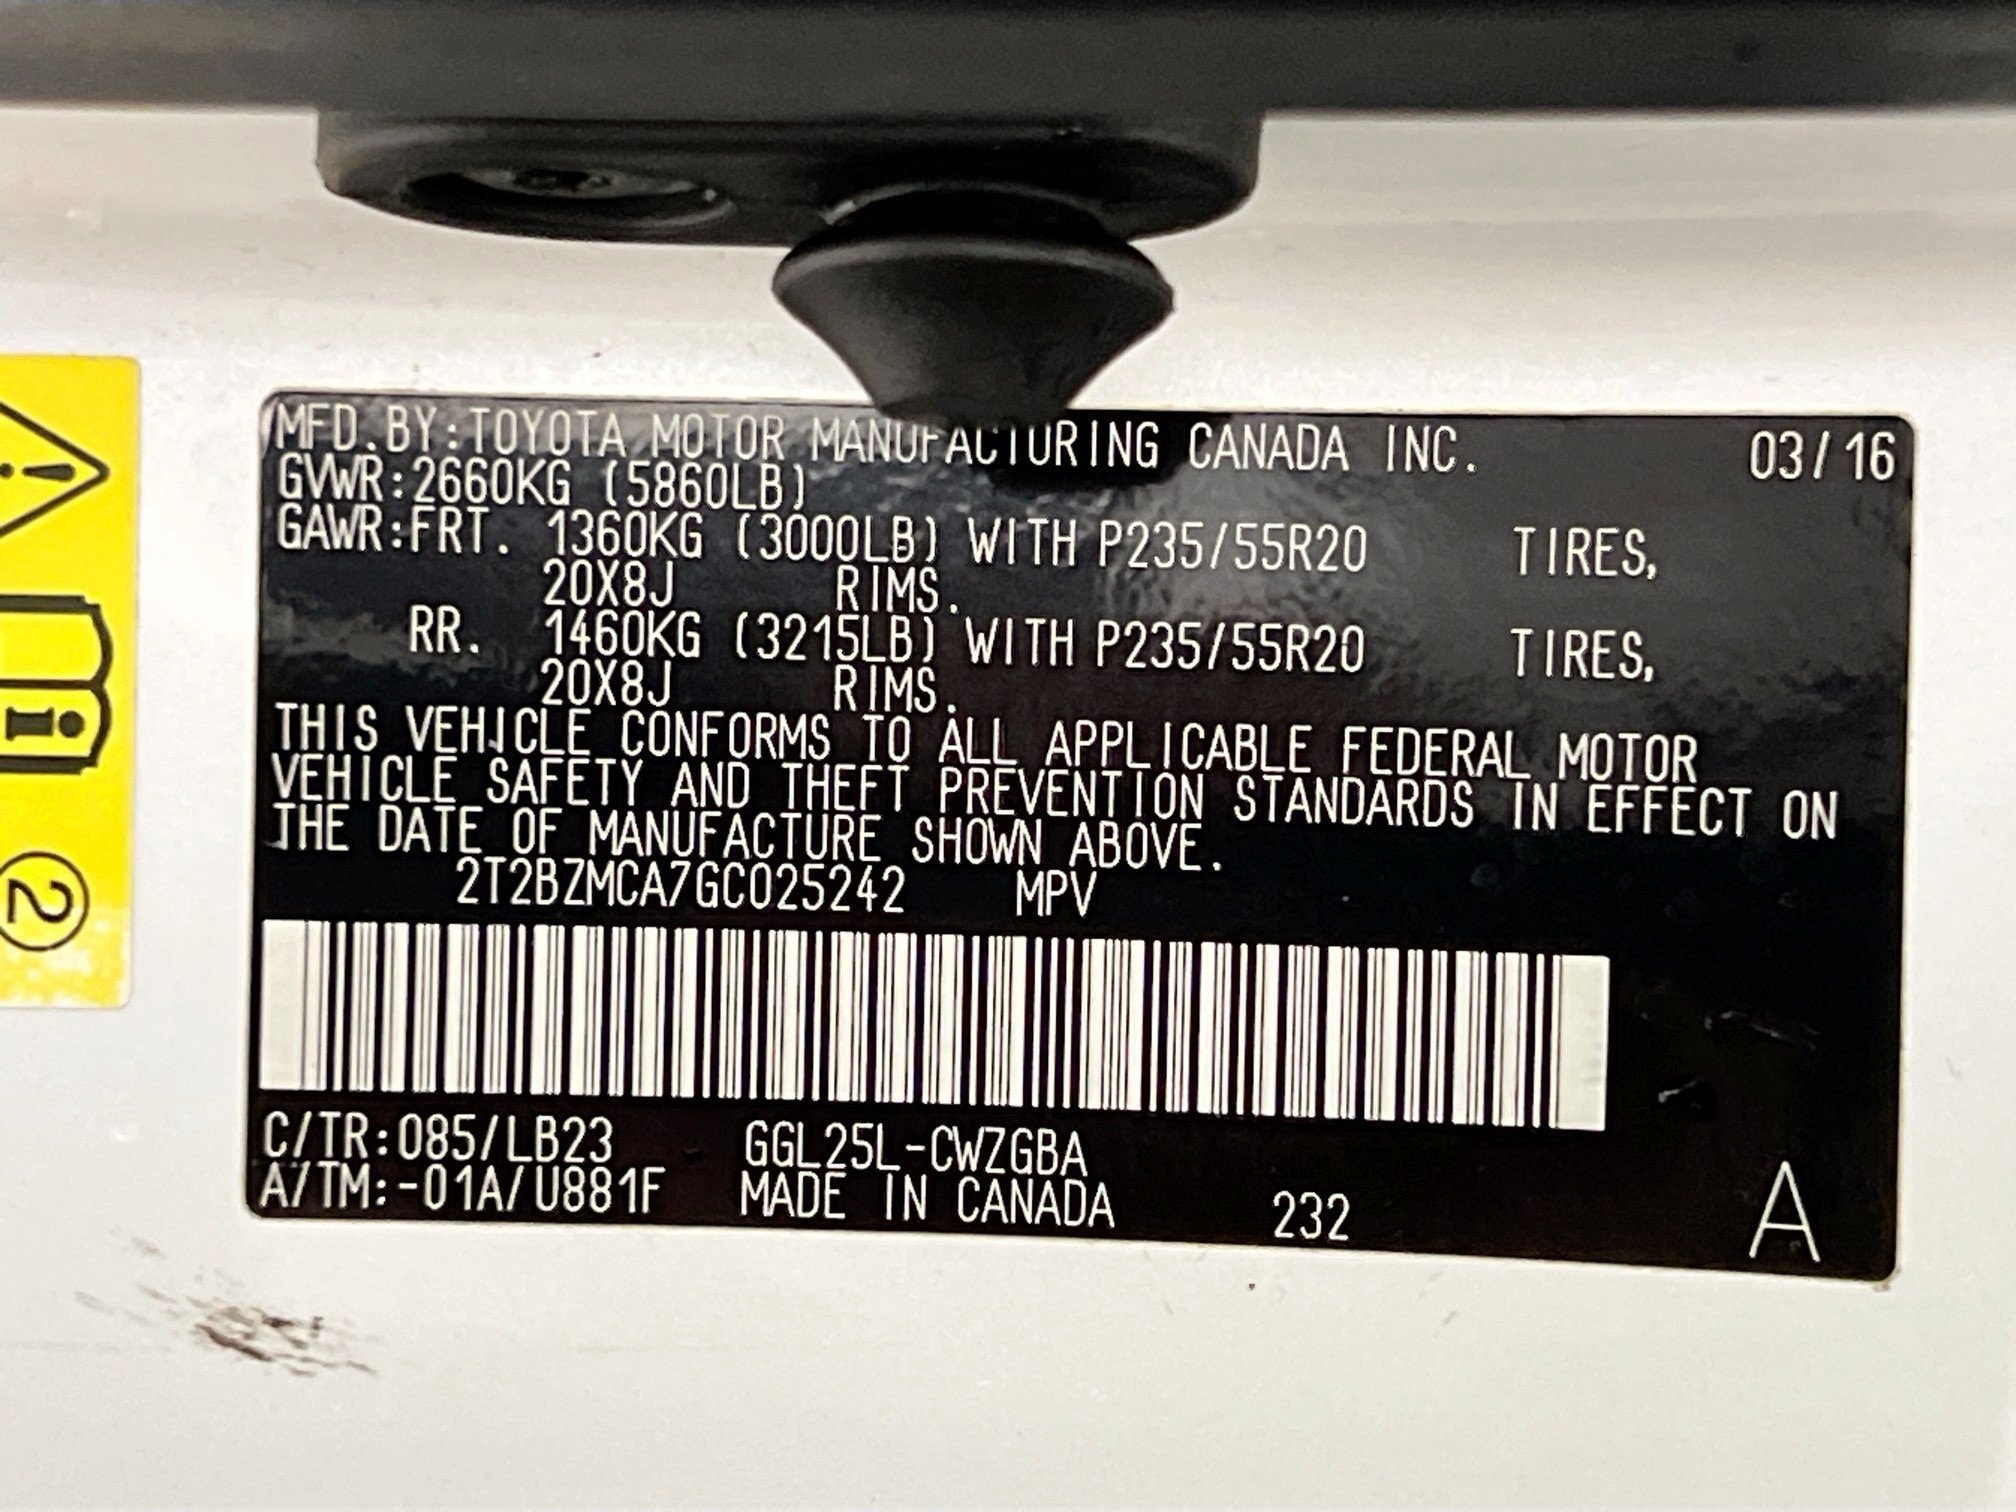 MFD.BY:TOYOTA MOTOR MANUFACTURING CANADA INC. 03/16
GVWR:2660KG (5860LB)
GAWR:FRT. 1360KG (3000LB) WITH P235/55R20 TIRES,
20X8J RIMS.
RR. 1460KG (3215LB) WITH P235/55R20 TIRES,
20X8J RIMS.
THIS VEHICLE CONFORMS TO ALL APPLICABLE FEDERAL MOTOR
VEHICLE SAFETY AND THEFT PREVENTION STANDARDS IN EFFECT ON
THE DATE OF MANUFACTURE SHOWN ABOVE.
2T2BZMCA7GC025242 MPV
C/TR:085/LB23 GGL25L-CWZGBA
A/TM:-01A/U881F MADE IN CANADA 232 A
2